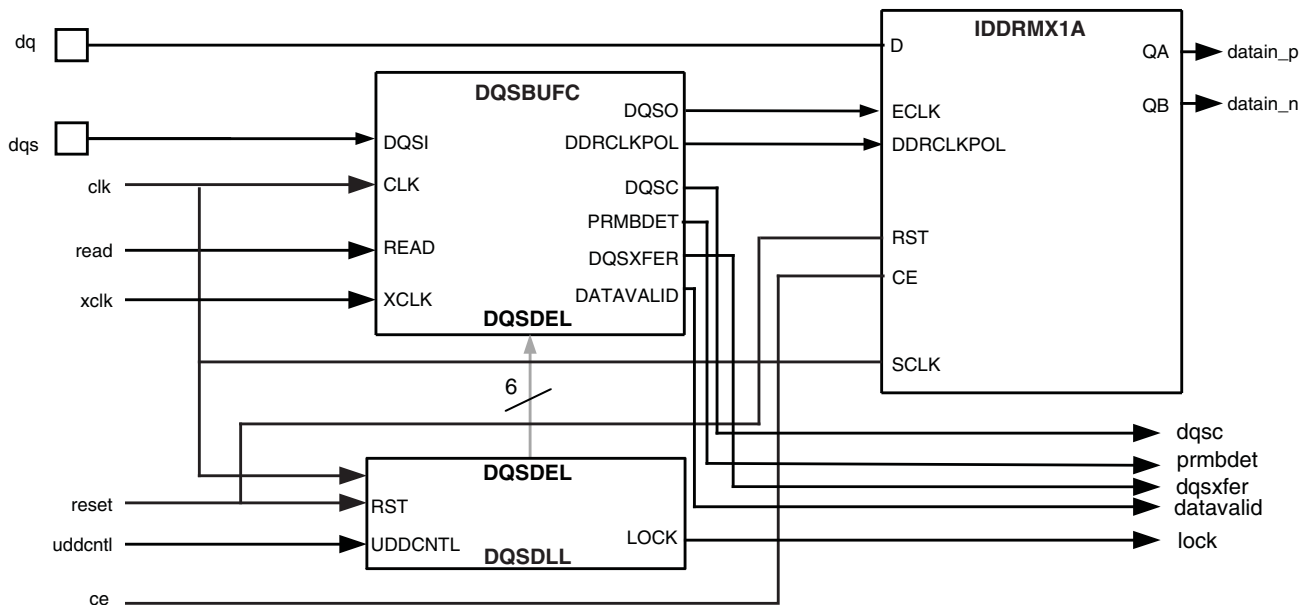 dq
dqs
clk
read
xclk
reset
uddcntl
ce
DQSBUFC
DQSI
CLK
READ
XCLK
DQSO
DDRCLKPOL
DQSC
PRMBDET
DQSXFER
DATAVALID
DQSDEL
6
DQSDEL
RST
UDDCNTL
LOCK
DQSDLL
IDDRMX1A
D
ECLK
DDRCLKPOL
RST
CE
SCLK
QA
QB
datain_p
datain_n
dqsc
prmbdet
dqsxfer
datavalid
lock